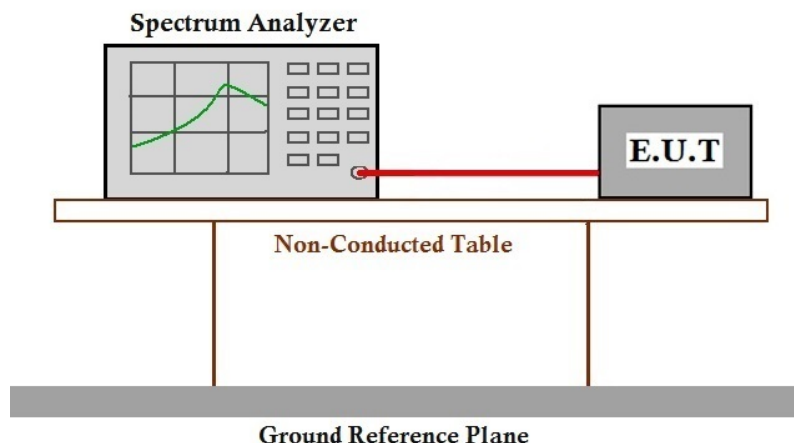 Spectrum Analyzer
E.U.T
Non-Conducted Table
Ground Reference Plane